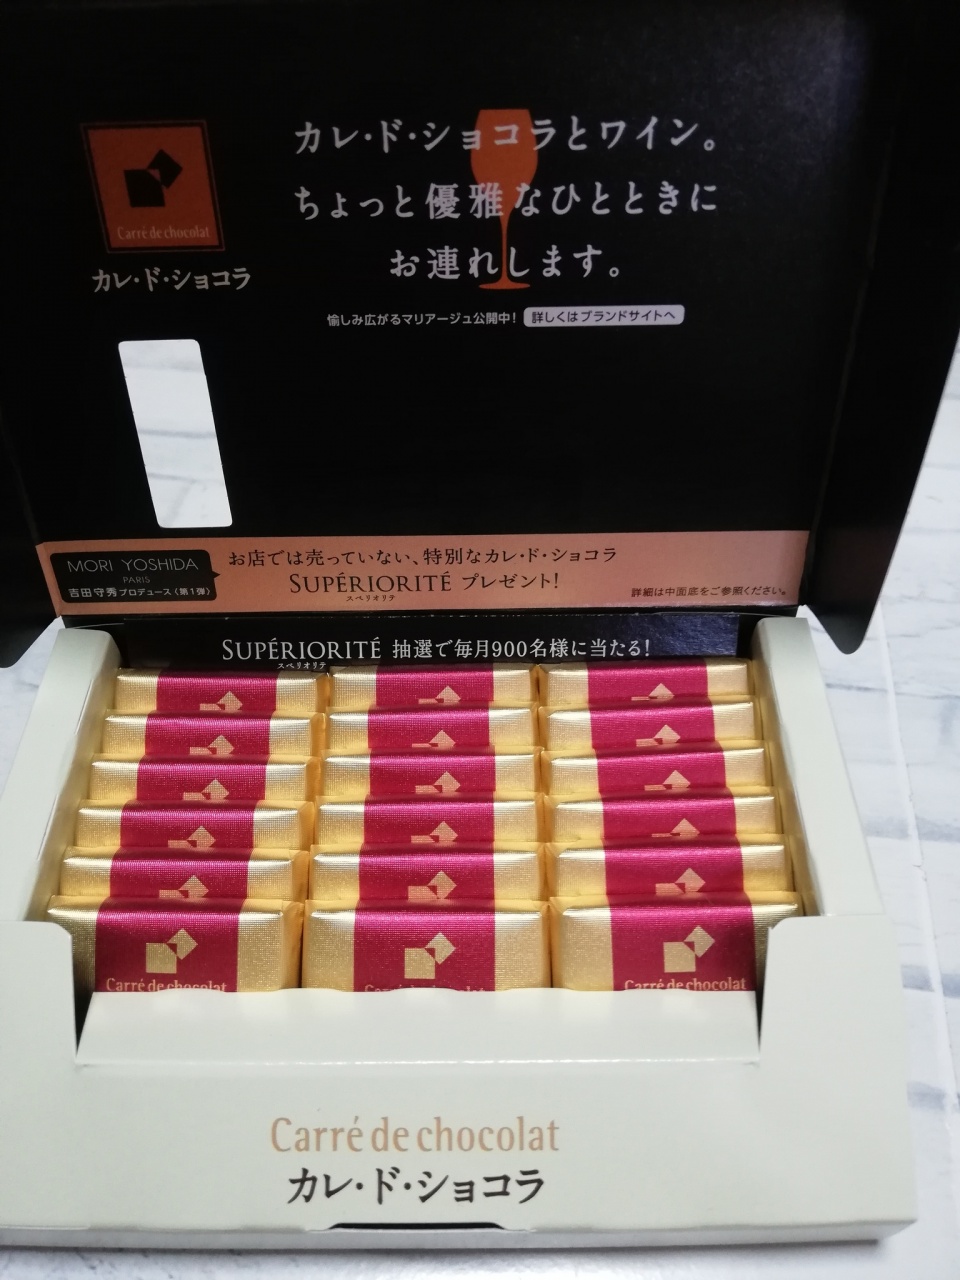 カレ・ド・ショコラとワイン。
ちょっと優雅なひとときに
お連れします。
愉しみ広がるマリアージュ公開中! 詳しくはブランドサイトへ
Carré de chocolat
カレ・ド・ショコラ
MORI YOSHIDA
PARIS
吉田守秀プロデュース〈第1弾〉
お店では売っていない、特別なカレ・ド・ショコラ
SUPÉRIORITÉ プレゼント!
スペリオリテ
詳細は中面底をご参照ください。
SUPÉRIORITÉ 抽選で毎月900名様に当たる!
スペリオリテ
Carré de chocolat
Carré de chocolat
Carré de chocolat
Carré de chocolat
カレ・ド・ショコラ